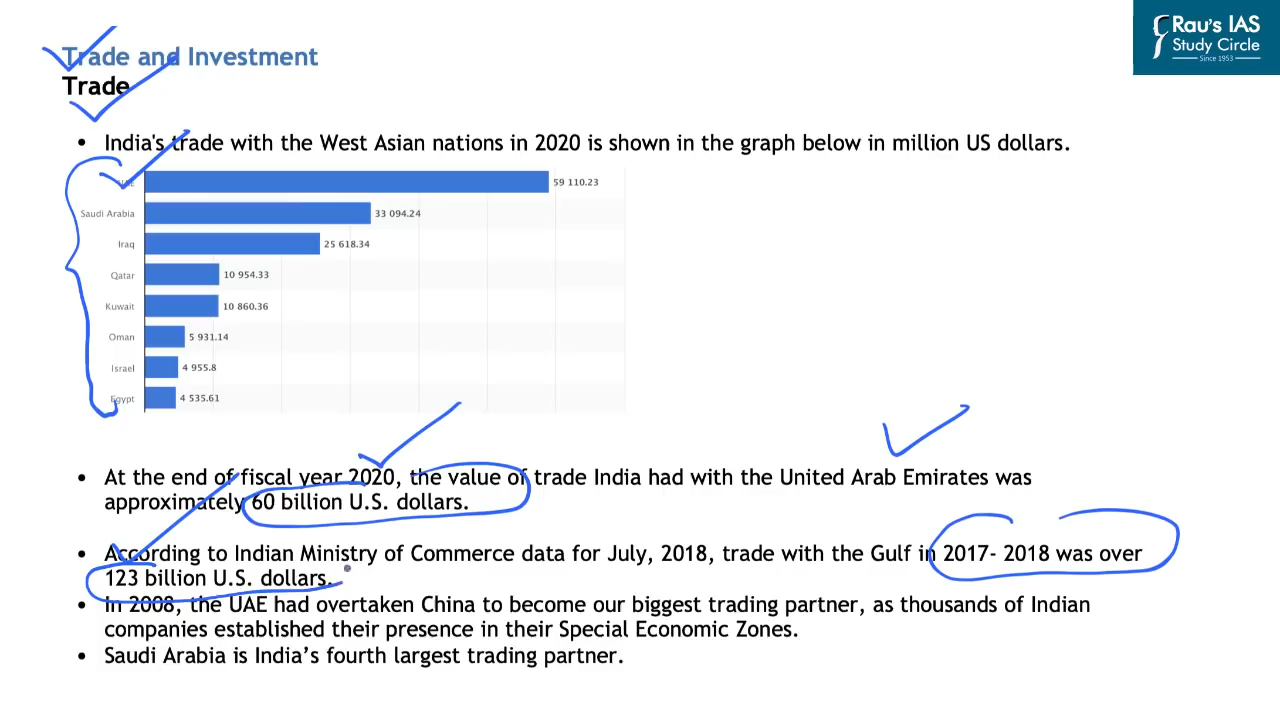 Rau's IAS
Study Circle
Since 1953
Trade and Investment
Trade
• India's trade with the West Asian nations in 2020 is shown in the graph below in million US dollars.
59 110.23
Saudi Arabia 33 094.24
Iraq 25 618.34
Qatar 10 954.33
Kuwait 10 860.36
Oman 5 931.14
Israel 4 955.8
Egypt 4 535.61
• At the end of fiscal year 2020, the value of trade India had with the United Arab Emirates was
approximately 60 billion U.S. dollars.
• According to Indian Ministry of Commerce data for July, 2018, trade with the Gulf in 2017- 2018 was over
123 billion U.S. dollars.
• In 2008, the UAE had overtaken China to become our biggest trading partner, as thousands of Indian
companies established their presence in their Special Economic Zones.
• Saudi Arabia is India’s fourth largest trading partner.